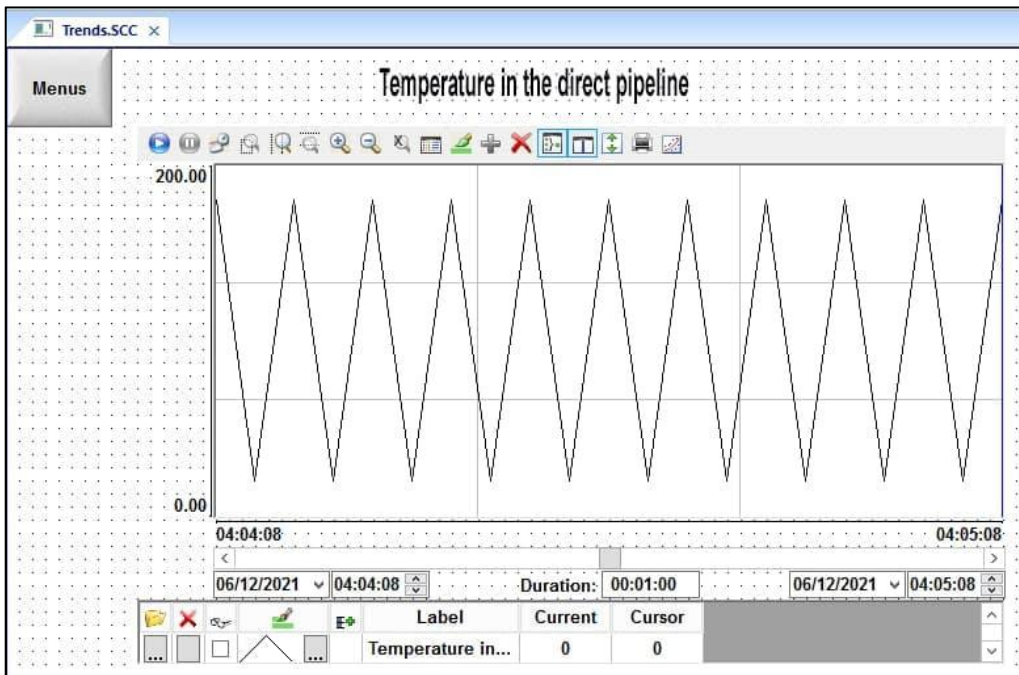 Trends.SCC
Menus
Temperature in the direct pipeline
200.00
0.00
04:04:08 04:05:08
06/12/2021 04:04:08 Duration: 00:01:00 06/12/2021 04:05:08
Label Current Cursor
... ... Temperature in... 0 0